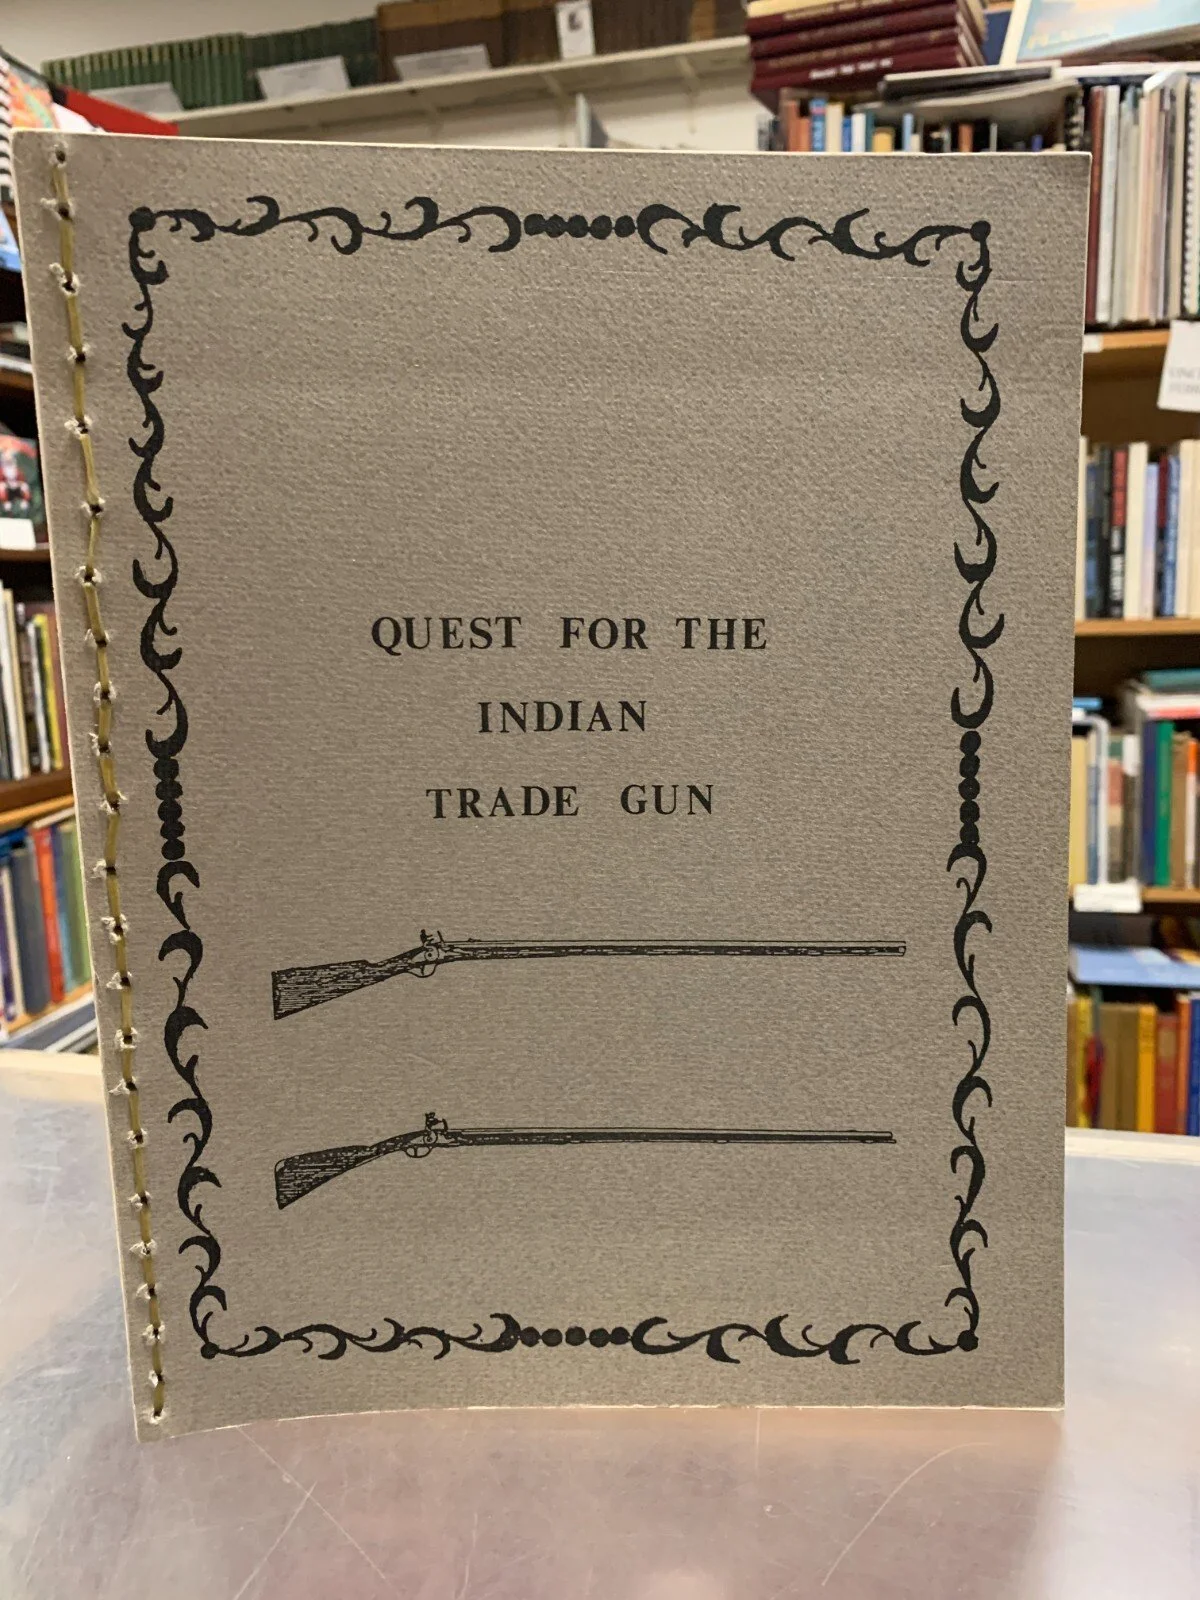 QUEST FOR THE
INDIAN
TRADE GUN